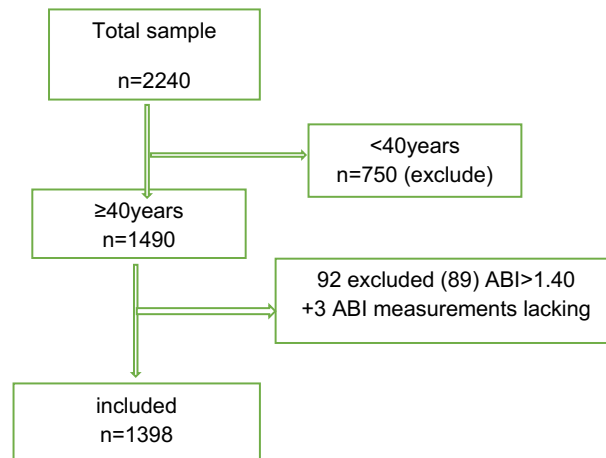 Total sample
n=2240
<40years
n=750 (exclude)
≥40years
n=1490
92 excluded (89) ABI>1.40
+3 ABI measurements lacking
included
n=1398